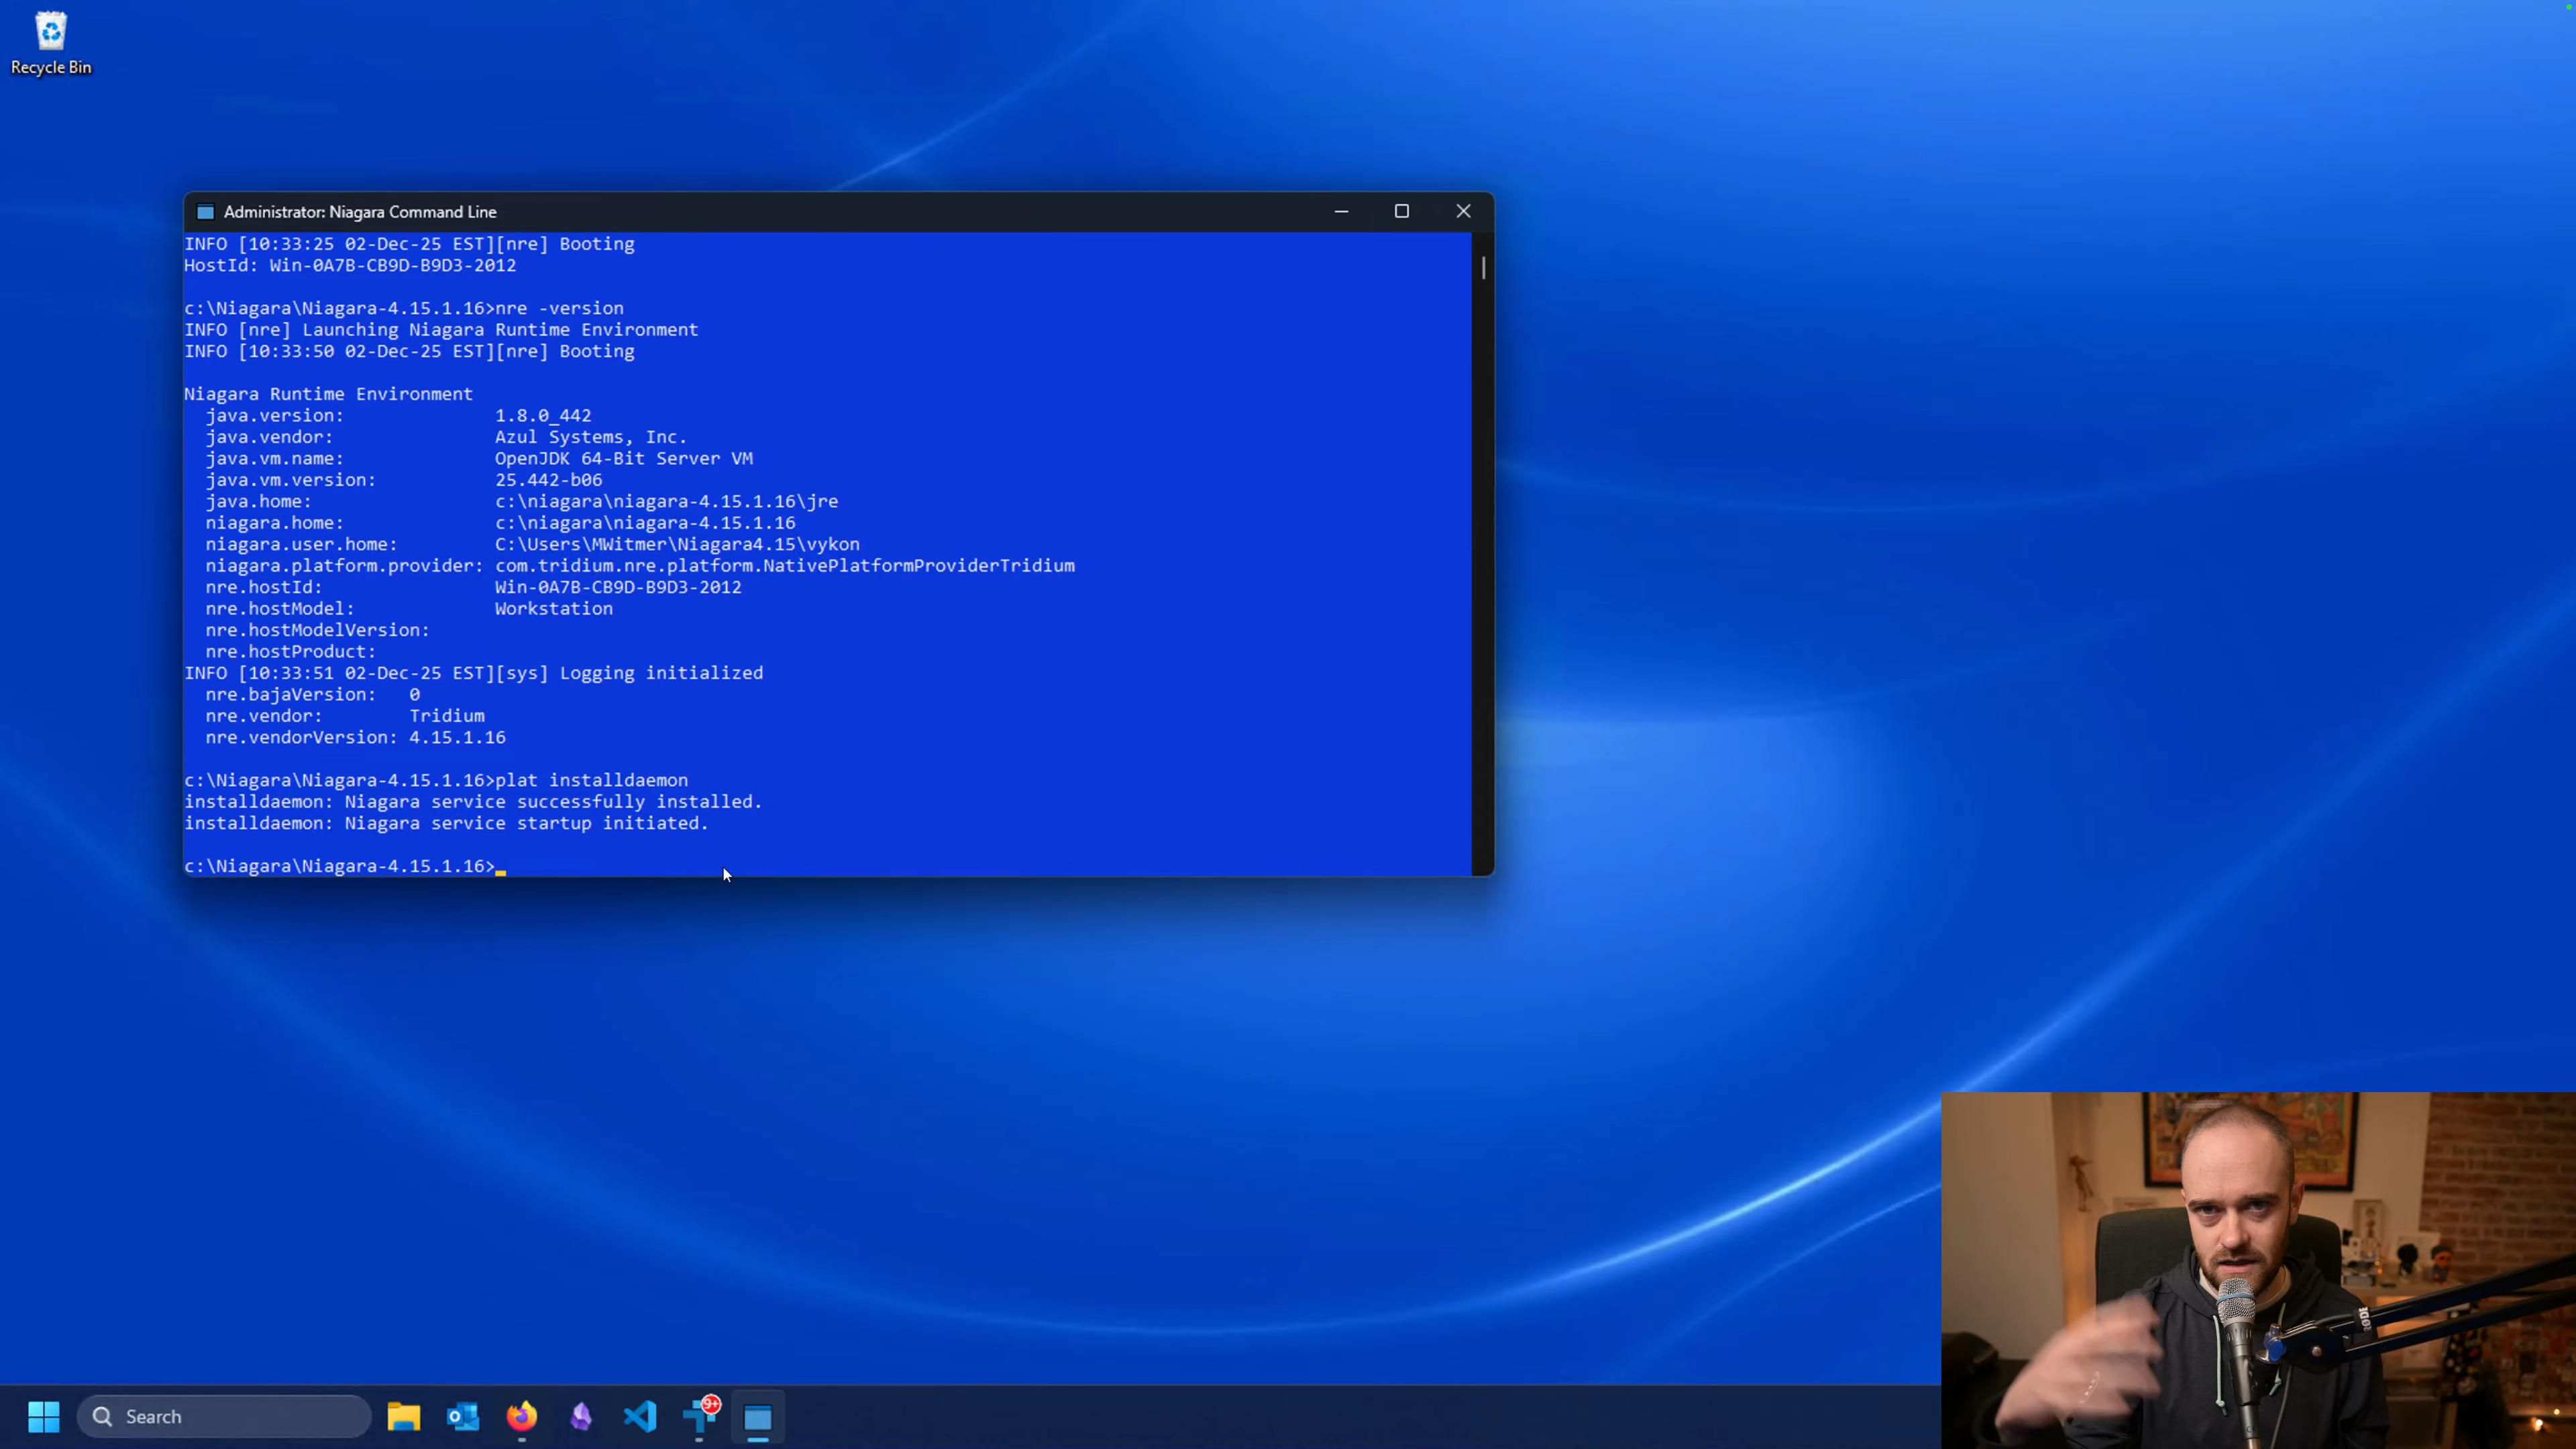 Recycle Bin
Administrator: Niagara Command Line
INFO [10:33:25 02-Dec-25 EST][nre] Booting
HostId: Win-0A7B-CB9D-B9D3-2012
c:\Niagara\Niagara-4.15.1.16>nre -version
INFO [nre] Launching Niagara Runtime Environment
INFO [10:33:50 02-Dec-25 EST][nre] Booting
Niagara Runtime Environment
java.version: 1.8.0_442
java.vendor: Azul Systems, Inc.
java.vm.name: OpenJDK 64-Bit Server VM
java.vm.version: 25.442-b06
java.home: c:\niagara\niagara-4.15.1.16\jre
niagara.home: c:\niagara\niagara-4.15.1.16
niagara.user.home: C:\Users\MWitmer\Niagara4.15\vykon
niagara.platform.provider: com.tridium.nre.platform.NativePlatformProviderTridium
nre.hostId: Win-0A7B-CB9D-B9D3-2012
nre.hostModel: Workstation
nre.hostModelVersion:
nre.hostProduct:
INFO [10:33:51 02-Dec-25 EST][sys] Logging initialized
nre.bajaVersion: 0
nre.vendor: Tridium
nre.vendorVersion: 4.15.1.16
c:\Niagara\Niagara-4.15.1.16>plat installdaemon
installdaemon: Niagara service successfully installed.
installdaemon: Niagara service startup initiated.
c:\Niagara\Niagara-4.15.1.16>
RODE
Search
9+